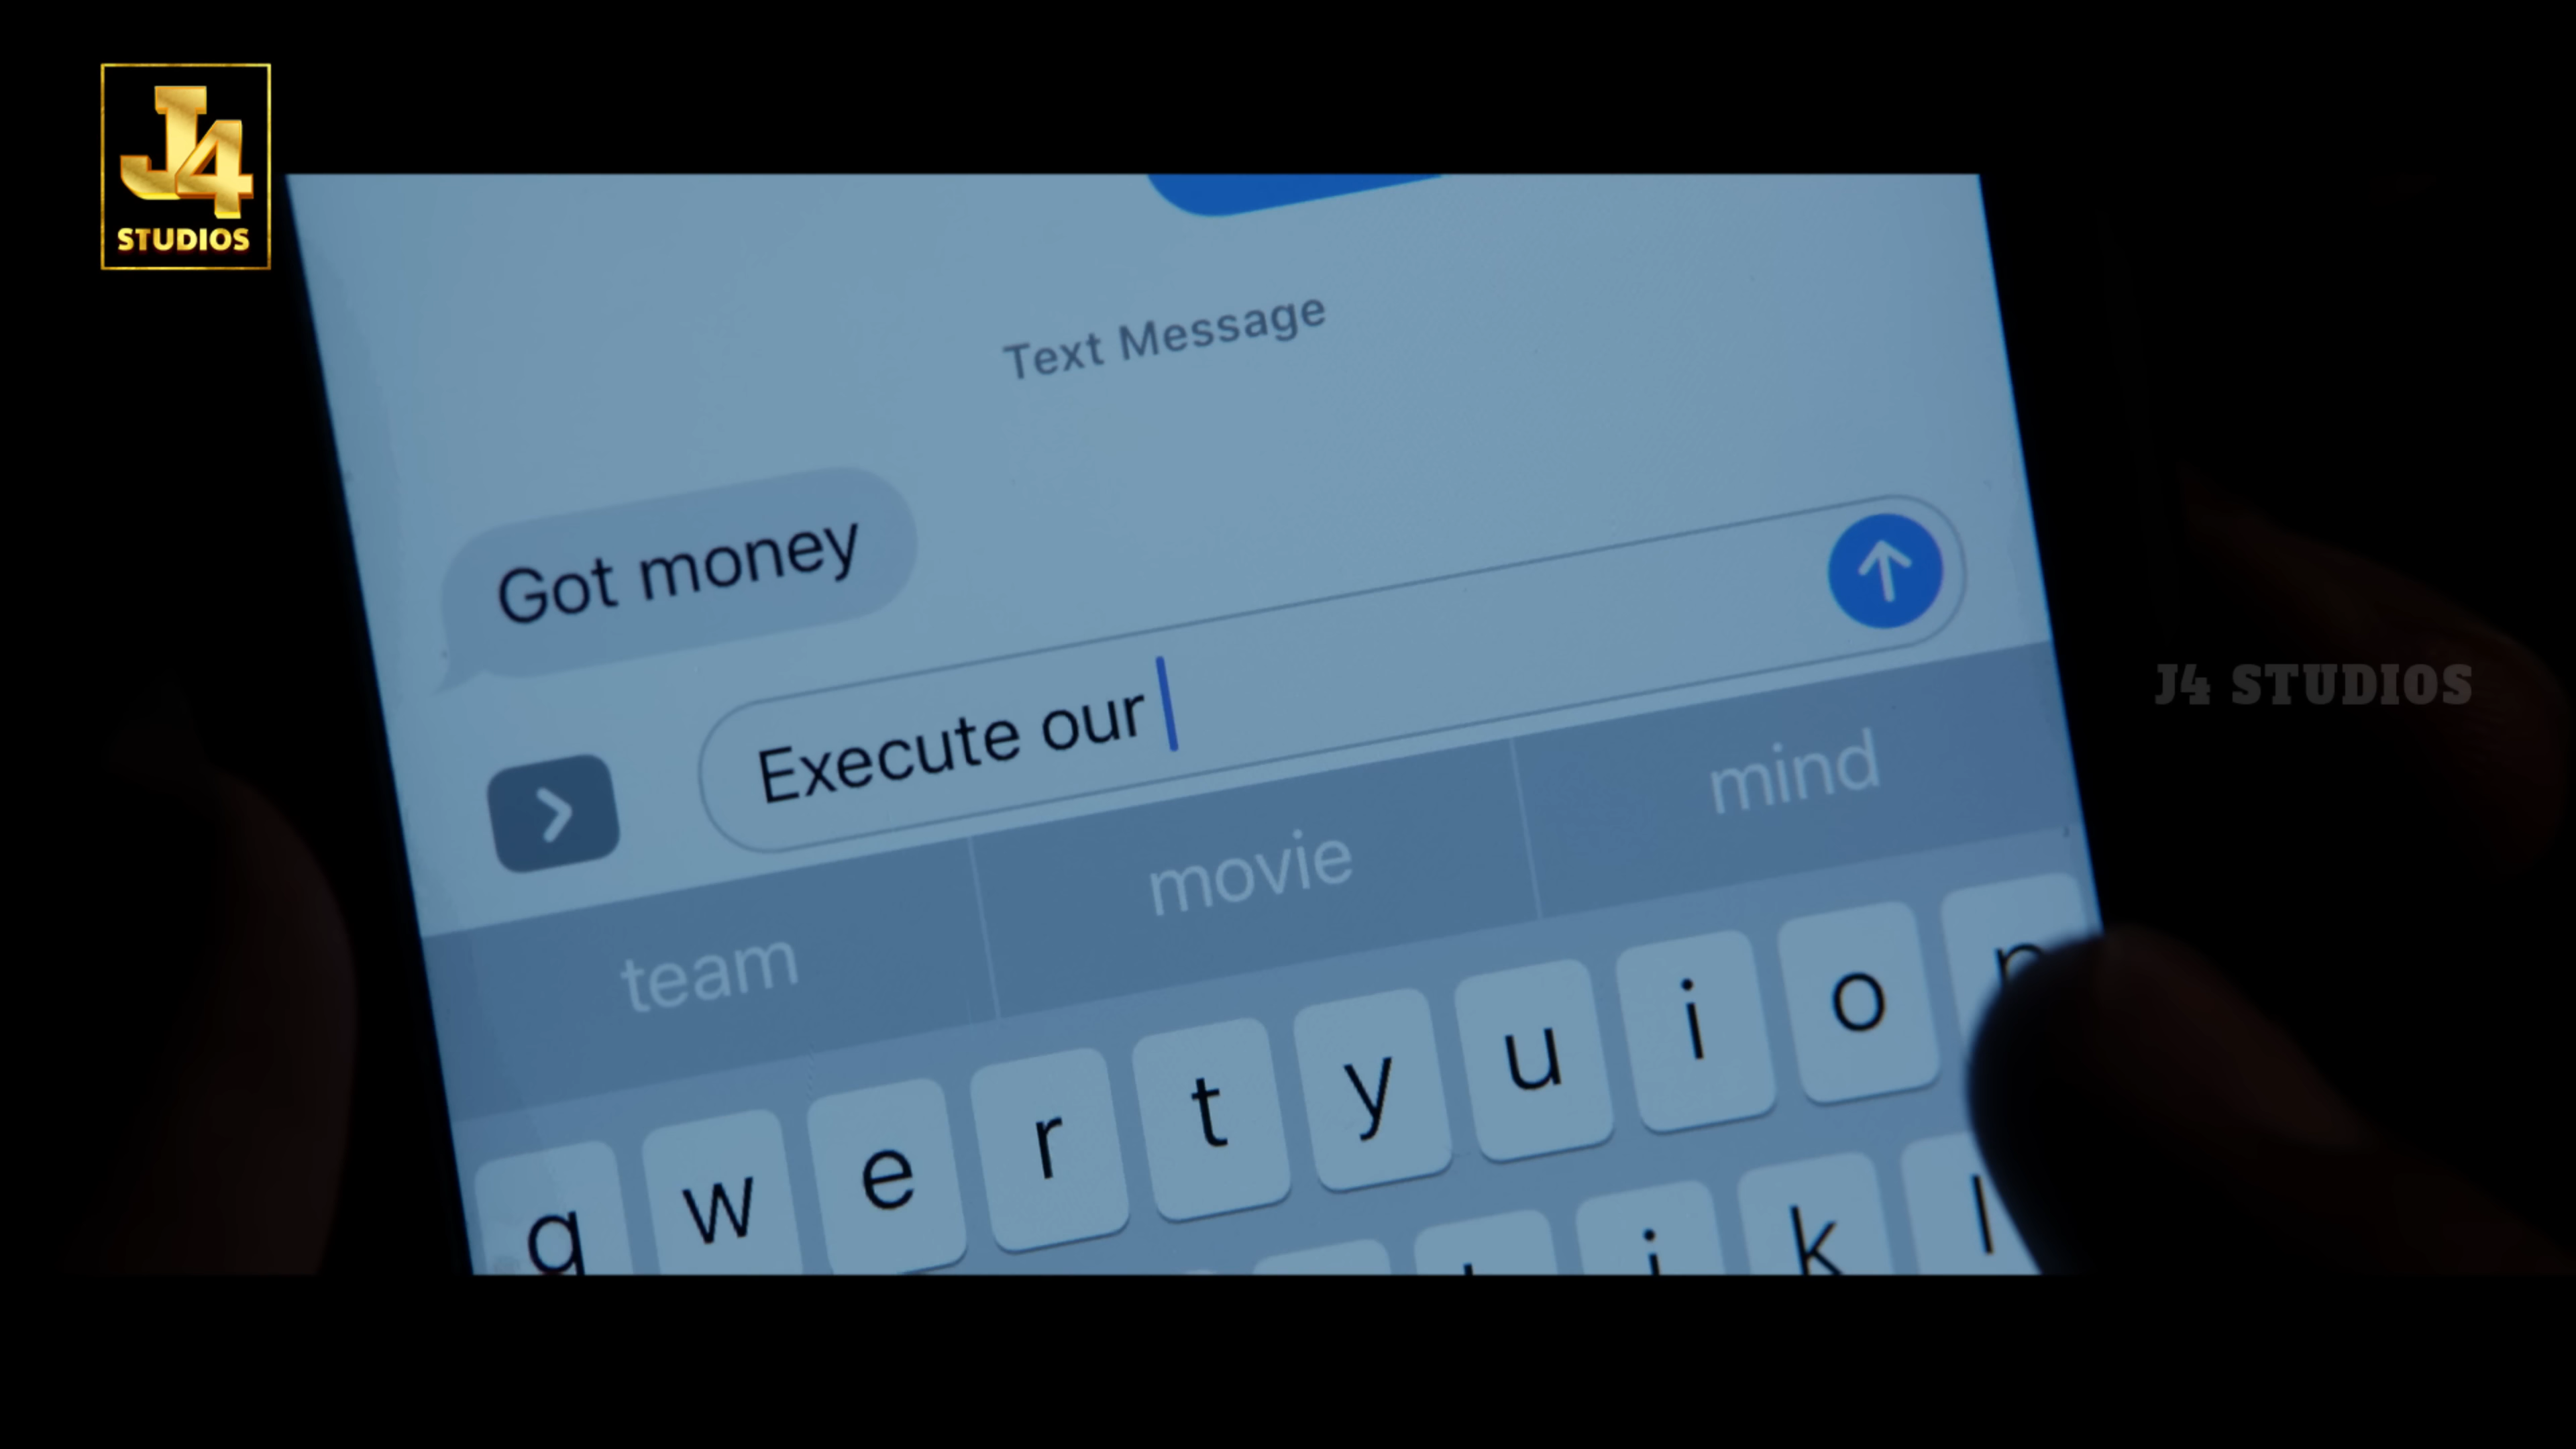 J4
STUDIOS
Text Message
Got money
Execute our
J4 STUDIOS
team
movie
mind
q w e r t y u i o p
j k l